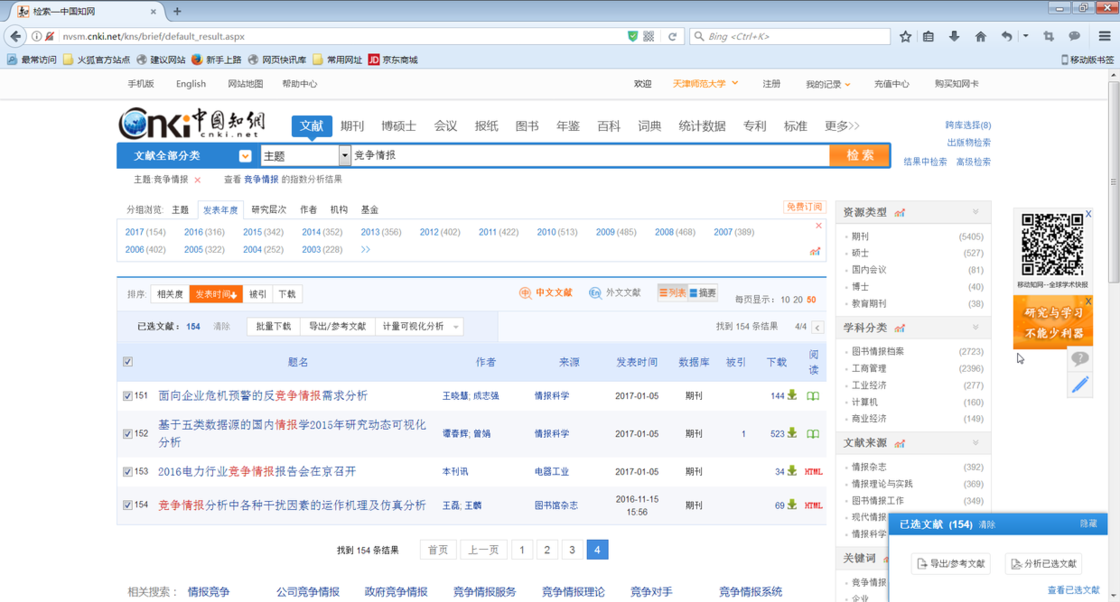 检索—中国知网
nvsm.cnki.net/kns/brief/default_result.aspx
Bing <Ctrl+K>
最常访问 火狐官方站点 建议网站 新手上路 网页快讯库 常用网址 JD 京东商城 移动版书签
手机版 English 网站地图 帮助中心 欢迎 天津师范大学 注册 我的记录 充值中心 购买知网卡
Cnki 中国知网
cnki.net
文献 期刊 博硕士 会议 报纸 图书 年鉴 百科 词典 统计数据 专利 标准 更多>>
跨库选择(8)
出版物检索
结果中检索 高级检索
文献全部分类 主题 竞争情报 检索
主题:竞争情报 × 查看 竞争情报 的指数分析结果
分组浏览: 主题 发表年度 研究层次 作者 机构 基金 免费订阅
2017 (154) 2016 (316) 2015 (342) 2014 (352) 2013 (356) 2012 (402) 2011 (422) 2010 (513) 2009 (485) 2008 (468) 2007 (389)
2006 (402) 2005 (322) 2004 (252) 2003 (228) >>
排序: 相关度 发表时间 被引 下载 中文文献 外文文献 列表 摘要 每页显示: 10 20 50
已选文献: 154 清除 批量下载 导出/参考文献 计量可视化分析 找到 154 条结果 4/4 <
题名 作者 来源 发表时间 数据库 被引 下载 阅读
151 面向企业危机预警的反竞争情报需求分析 王晓慧; 成志强 情报科学 2017-01-05 期刊 144
152 基于五类数据源的国内情报学2015年研究动态可视化
分析 谭春辉; 曾娟 情报科学 2017-01-05 期刊 1 523
153 2016电力行业竞争情报报告会在京召开 本刊讯 电器工业 2017-01-05 期刊 34 HTML
154 竞争情报分析中各种干扰因素的运作机理及仿真分析 王磊; 王麟 图书馆杂志 2016-11-15
15:56 期刊 69 HTML
找到 154 条结果 首页 上一页 1 2 3 4
相关搜索: 情报竞争 公司竞争情报 政府竞争情报 竞争情报服务 竞争情报理论 竞争对手 竞争情报系统
资源类型
期刊 (5405)
硕士 (527)
国内会议 (81)
博士 (40)
教育期刊 (38)
学科分类
图书情报档案 (2723)
工商管理 (2396)
工业经济 (277)
计算机 (160)
商业经济 (149)
文献来源
情报杂志 (392)
情报理论与实践 (369)
图书情报工作 (349)
现代情报
情报科学
关键词
竞争情报
企业
X
移动知网--全球学术快报
X
研究与学习
不能少利器
已选文献 (154) 清除 隐藏
导出/参考文献 分析已选文献
查看已选文献